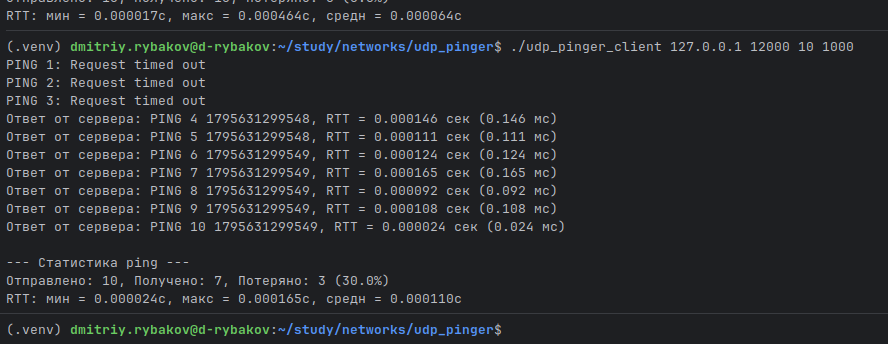 RTT: мин = 0.000017с, макс = 0.000464с, средн = 0.000064с
(.venv) dmitriy.rybakov@d-rybakov:~/study/networks/udp_pinger$ ./udp_pinger_client 127.0.0.1 12000 10 1000
PING 1: Request timed out
PING 2: Request timed out
PING 3: Request timed out
Ответ от сервера: PING 4 1795631299548, RTT = 0.000146 сек (0.146 мс)
Ответ от сервера: PING 5 1795631299548, RTT = 0.000111 сек (0.111 мс)
Ответ от сервера: PING 6 1795631299549, RTT = 0.000124 сек (0.124 мс)
Ответ от сервера: PING 7 1795631299549, RTT = 0.000165 сек (0.165 мс)
Ответ от сервера: PING 8 1795631299549, RTT = 0.000092 сек (0.092 мс)
Ответ от сервера: PING 9 1795631299549, RTT = 0.000108 сек (0.108 мс)
Ответ от сервера: PING 10 1795631299549, RTT = 0.000024 сек (0.024 мс)
--- Статистика ping ---
Отправлено: 10, Получено: 7, Потеряно: 3 (30.0%)
RTT: мин = 0.000024с, макс = 0.000165с, средн = 0.000110с
(.venv) dmitriy.rybakov@d-rybakov:~/study/networks/udp_pinger$